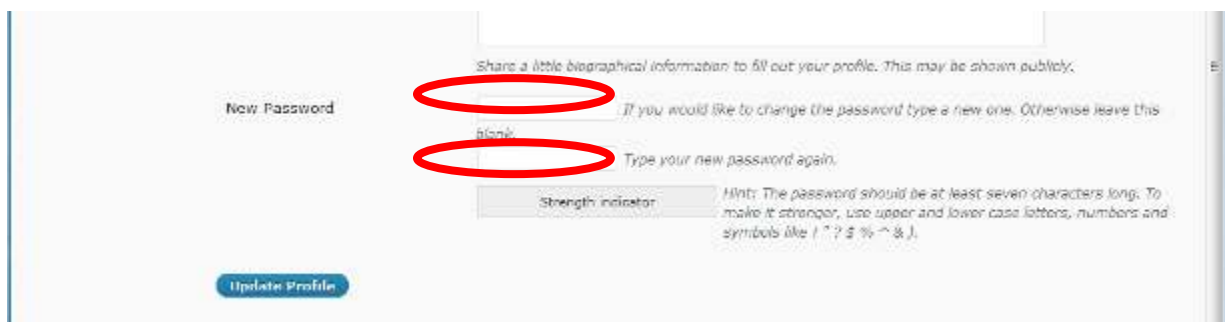 Share a little biographical information to fill out your profile. This may be shown publicly.
New Password
If you would like to change the password type a new one. Otherwise leave this
blank.
Type your new password again.
Strength indicator
Hint: The password should be at least seven characters long. To
make it stronger, use upper and lower case letters, numbers and
symbols like ! " ? $ % ^ & ).
Update Profile